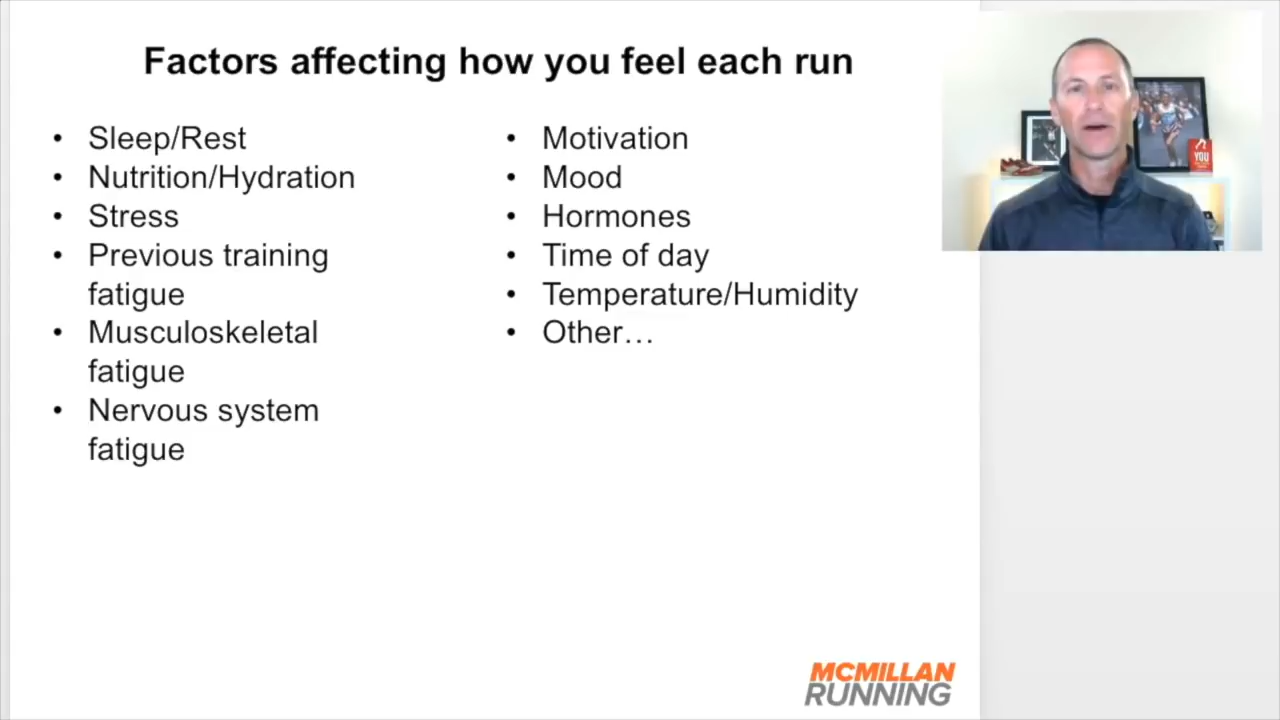 Factors affecting how you feel each run
• Sleep/Rest
• Nutrition/Hydration
• Stress
• Previous training
fatigue
• Musculoskeletal
fatigue
• Nervous system
fatigue
• Motivation
• Mood
• Hormones
• Time of day
• Temperature/Humidity
• Other…
YOU
MCMILLAN
RUNNING